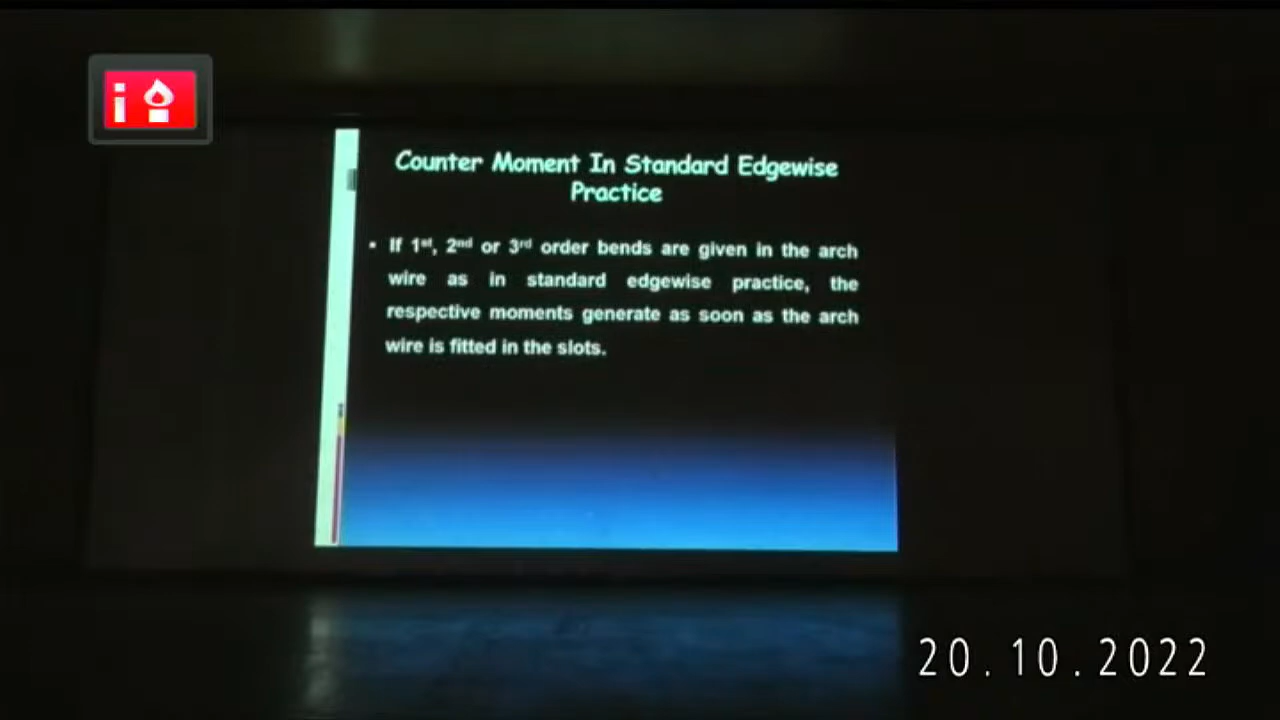 Counter Moment In Standard Edgewise
Practice
• If 1st, 2nd or 3rd order bends are given in the arch
wire as in standard edgewise practice, the
respective moments generate as soon as the arch
wire is fitted in the slots.
20.10.2022